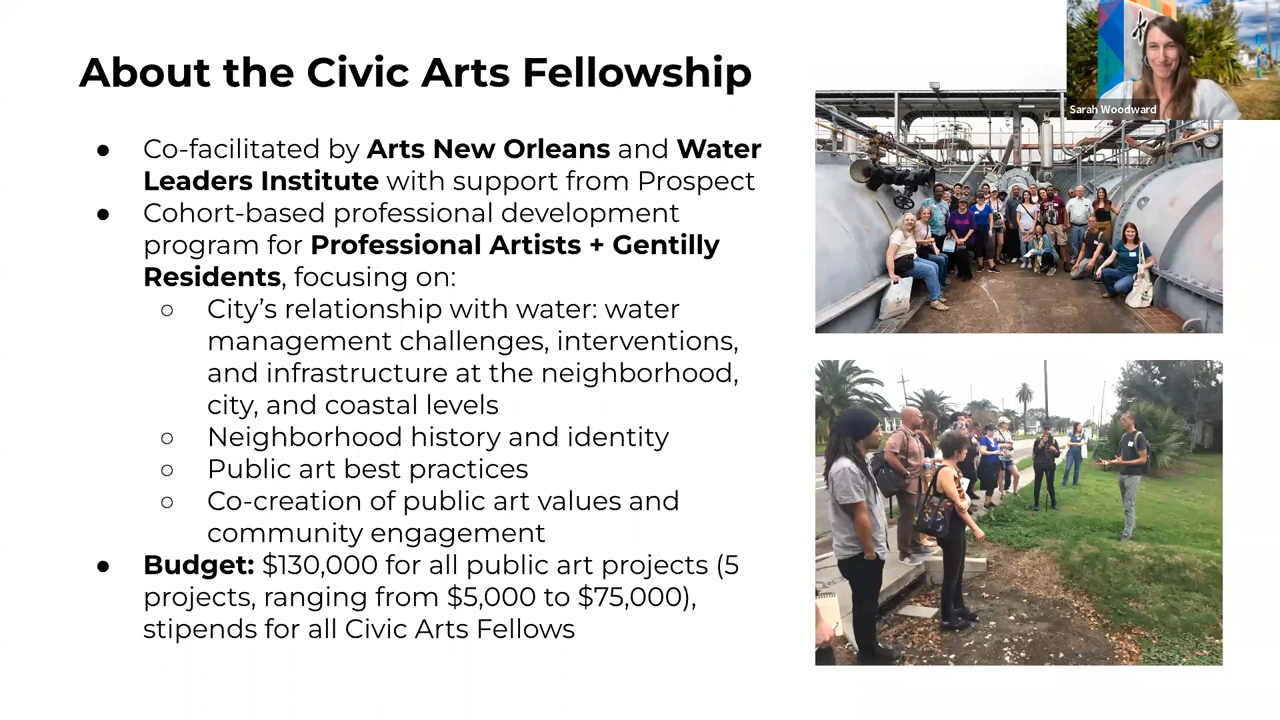 About the Civic Arts Fellowship
Sarah Woodward
● Co-facilitated by Arts New Orleans and Water
Leaders Institute with support from Prospect
● Cohort-based professional development
program for Professional Artists + Gentilly
Residents, focusing on:
○ City’s relationship with water: water
management challenges, interventions,
and infrastructure at the neighborhood,
city, and coastal levels
○ Neighborhood history and identity
○ Public art best practices
○ Co-creation of public art values and
community engagement
● Budget: $130,000 for all public art projects (5
projects, ranging from $5,000 to $75,000),
stipends for all Civic Arts Fellows